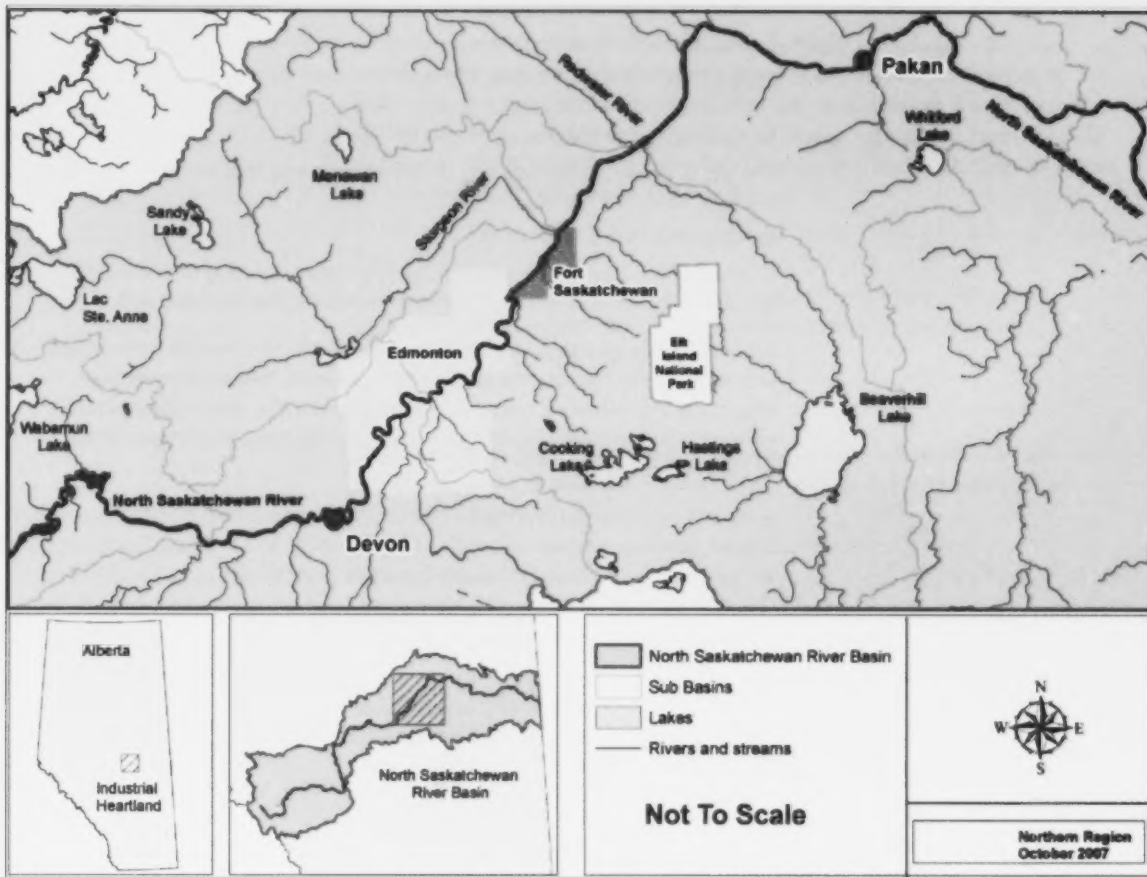 Pakan
Redwater River
Whitford
Lake
North Saskatchewan River
Manawan
Lake
Sturgeon River
Sandy
Lake
Fort
Saskatchewan
Lac
Ste. Anne
Edmonton
Elk
Island
National
Park
Beaverhill
Lake
Wabamun
Lake
Cooking
Lake
Hastings
Lake
North Saskatchewan River
Devon
Alberta
Industrial
Heartland
North Saskatchewan
River Basin
North Saskatchewan River Basin
Sub Basins
Lakes
Rivers and streams
Not To Scale
N
W
E
S
Northern Region
October 2007